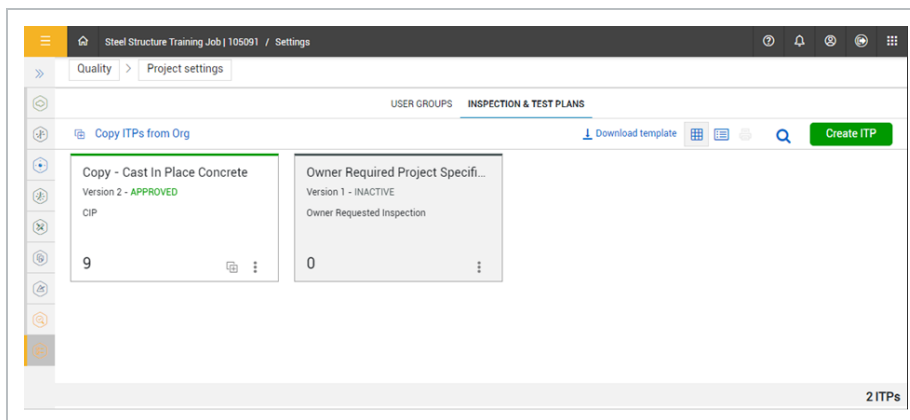 Steel Structure Training Job | 105091 / Settings
Quality > Project settings
USER GROUPS INSPECTION & TEST PLANS
Copy ITPs from Org Download template Create ITP
Copy - Cast In Place Concrete
Version 2 - APPROVED
CIP
9
Owner Required Project Specifi...
Version 1 - INACTIVE
Owner Requested Inspection
0
2 ITPs